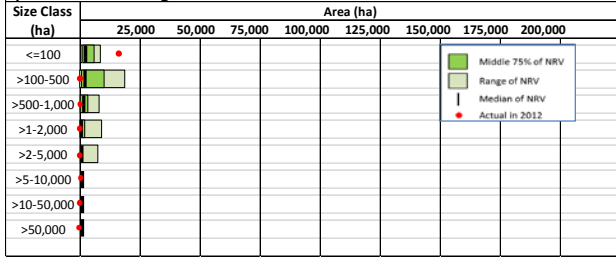 Size Class
(ha)
Area (ha)
25,000 50,000 75,000 100,000 125,000 150,000 175,000 200,000
<=100
>100-500
>500-1,000
>1-2,000
>2-5,000
>5-10,000
>10-50,000
>50,000
Middle 75% of NRV
Range of NRV
Median of NRV
Actual in 2012